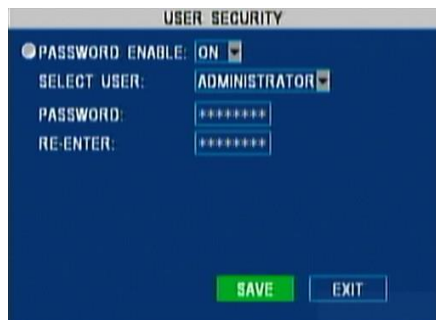 USER SECURITY
PASSWORD ENABLE: ON
SELECT USER: ADMINISTRATOR
PASSWORD: ********
RE-ENTER: ********
SAVE EXIT